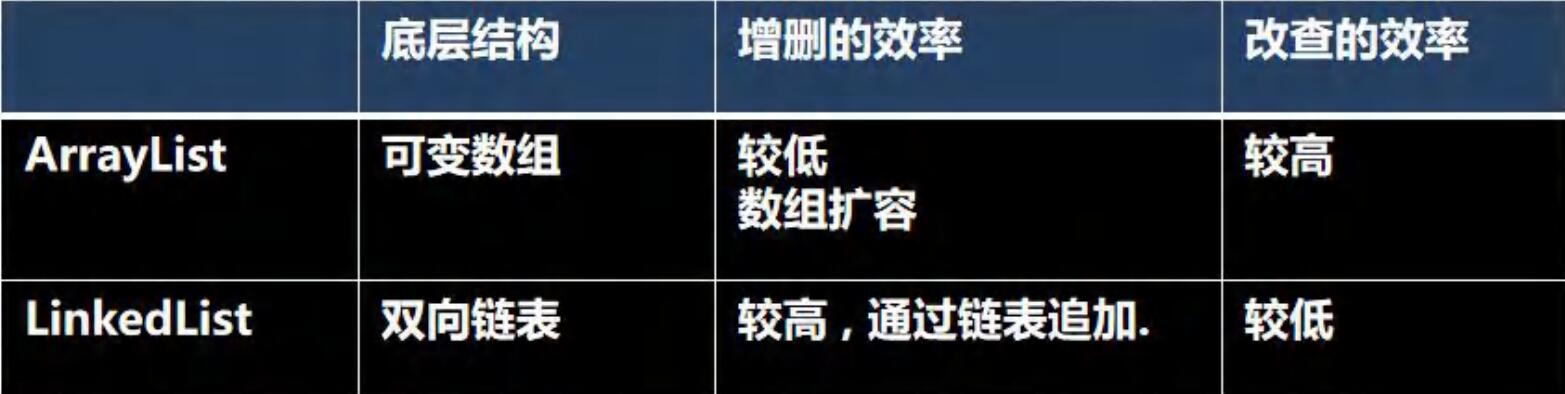 底层结构 增删的效率 改查的效率
ArrayList 可变数组 较低 较高
数组扩容
LinkedList 双向链表 较高，通过链表追加. 较低